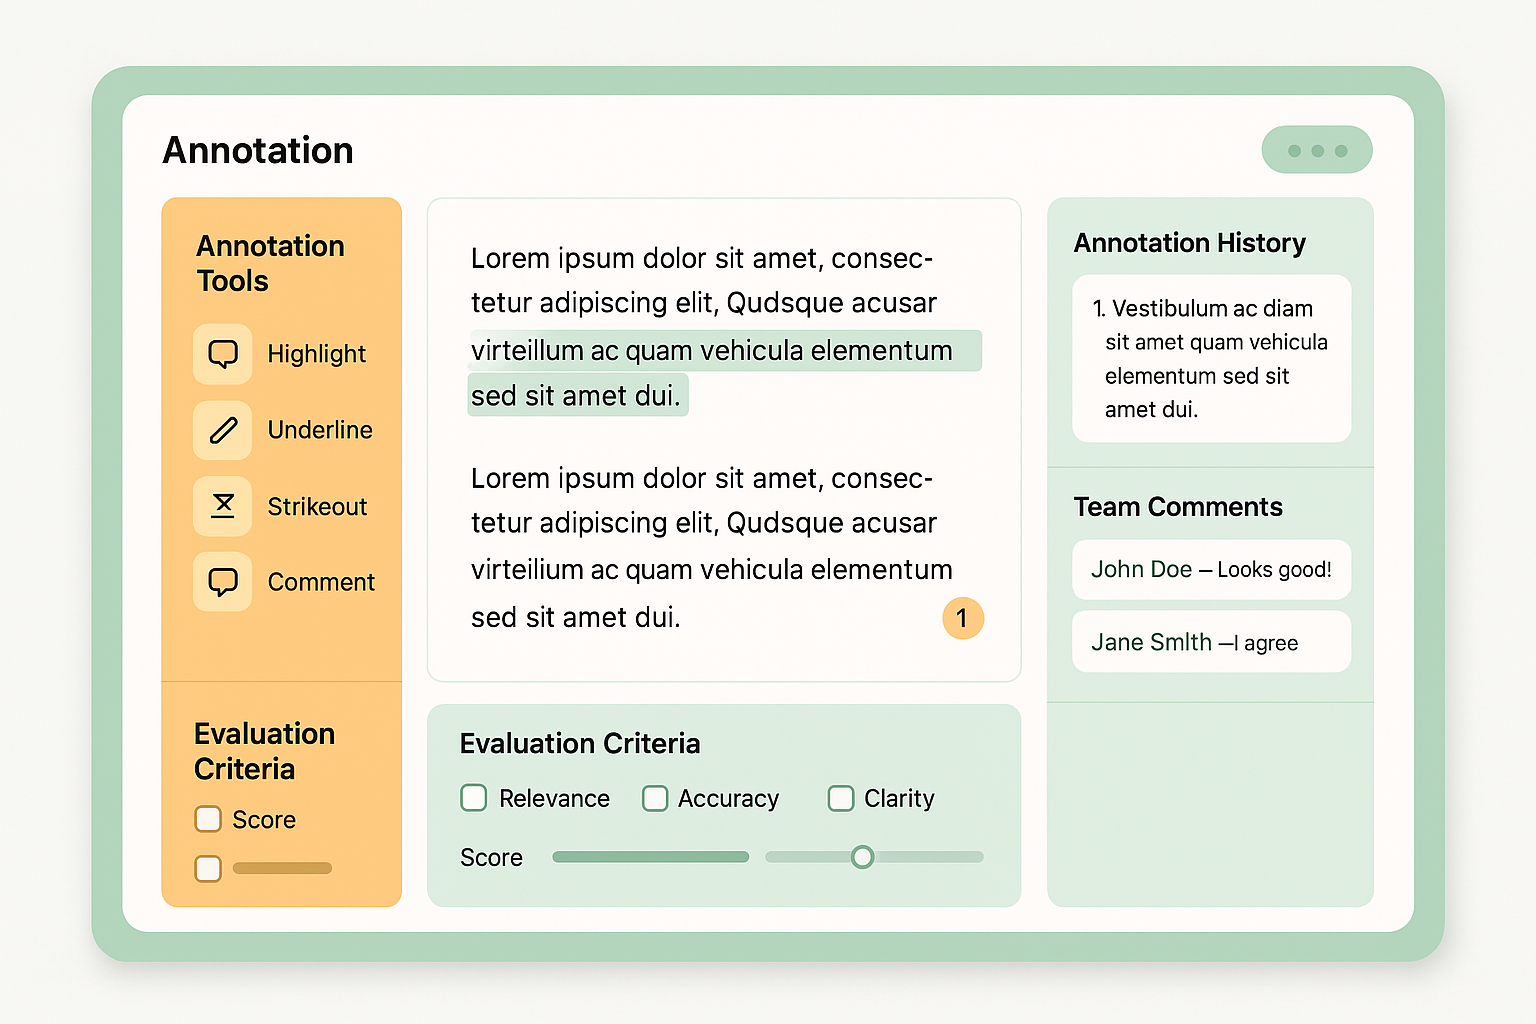 Annotation
Annotation
Tools
Highlight
Underline
Strikeout
Comment
Evaluation
Criteria
Score
Lorem ipsum dolor sit amet, consec-
tetur adipiscing elit, Qudsque acusar
virteillum ac quam vehicula elementum
sed sit amet dui.
Lorem ipsum dolor sit amet, consec-
tetur adipiscing elit, Qudsque acusar
virteilium ac quam vehicula elementum
sed sit amet dui.
1
Evaluation Criteria
Relevance
Accuracy
Clarity
Score
Annotation History
1. Vestibulum ac diam
sit amet quam vehicula
elementum sed sit
amet dui.
Team Comments
John Doe – Looks good!
Jane Smlth –I agree